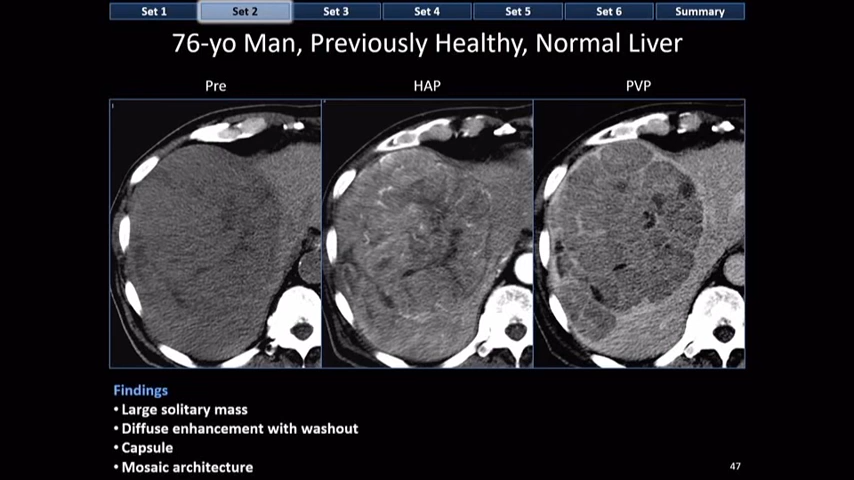 Set 1 Set 2 Set 3 Set 4 Set 5 Set 6 Summary
76-yo Man, Previously Healthy, Normal Liver
Pre HAP PVP
Findings
• Large solitary mass
• Diffuse enhancement with washout
• Capsule
• Mosaic architecture
47